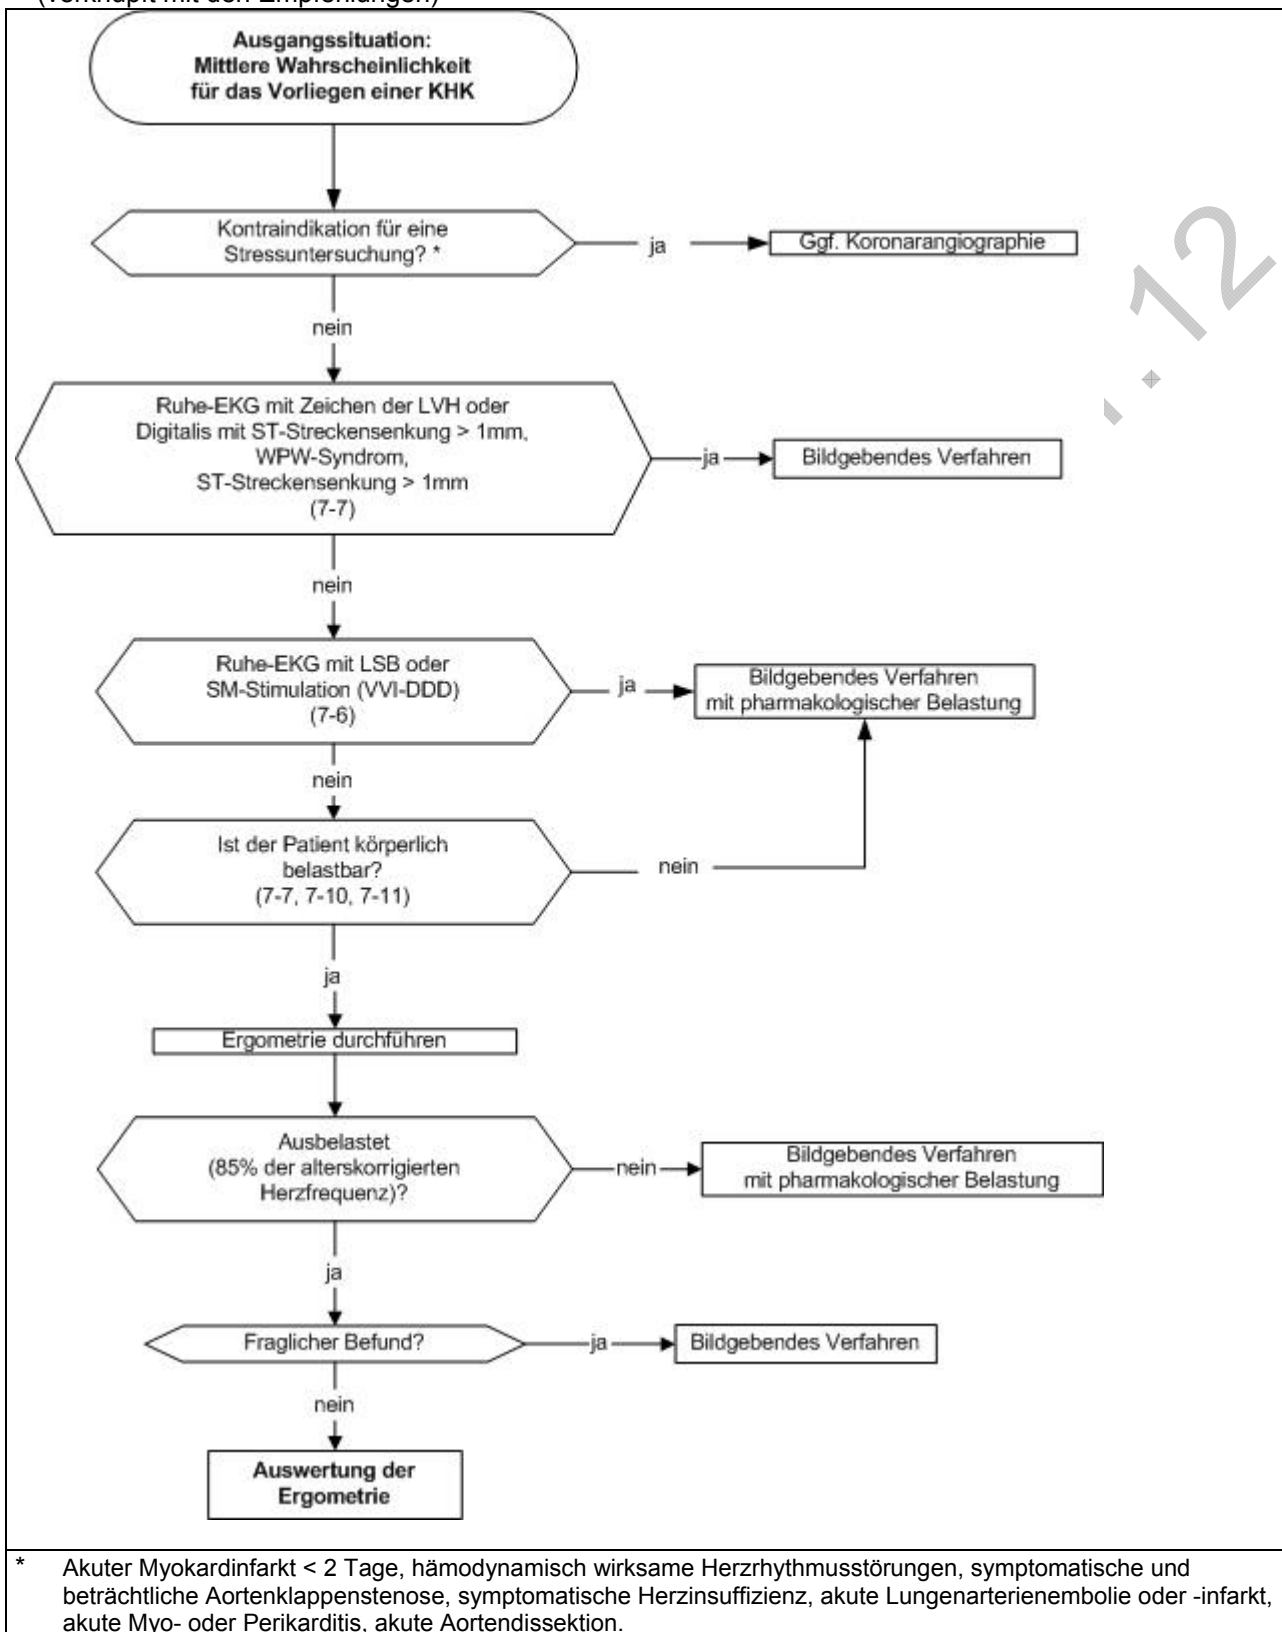 (verknüpft mit den Empfehlungen)
Ausgangssituation:
Mittlere Wahrscheinlichkeit
für das Vorliegen einer KHK
Kontraindikation für eine
Stressuntersuchung? *
ja
Ggf. Koronarangiographie
nein
Ruhe-EKG mit Zeichen der LVH oder
Digitalis mit ST-Streckensenkung > 1mm,
WPW-Syndrom,
ST-Streckensenkung > 1mm
(7-7)
ja
Bildgebendes Verfahren
nein
Ruhe-EKG mit LSB oder
SM-Stimulation (VVI-DDD)
(7-6)
ja
Bildgebendes Verfahren
mit pharmakologischer Belastung
nein
Ist der Patient körperlich
belastbar?
(7-7, 7-10, 7-11)
nein
ja
Ergometrie durchführen
Ausbelastet
(85% der alterskorrigierten
Herzfrequenz)?
nein
Bildgebendes Verfahren
mit pharmakologischer Belastung
ja
Fraglicher Befund?
ja
Bildgebendes Verfahren
nein
Auswertung der
Ergometrie
* Akuter Myokardinfarkt < 2 Tage, hämodynamisch wirksame Herzrhythmusstörungen, symptomatische und
beträchtliche Aortenklappenstenose, symptomatische Herzinsuffizienz, akute Lungenarterienembolie oder -infarkt,
akute Myo- oder Perikarditis, akute Aortendissektion.
.12